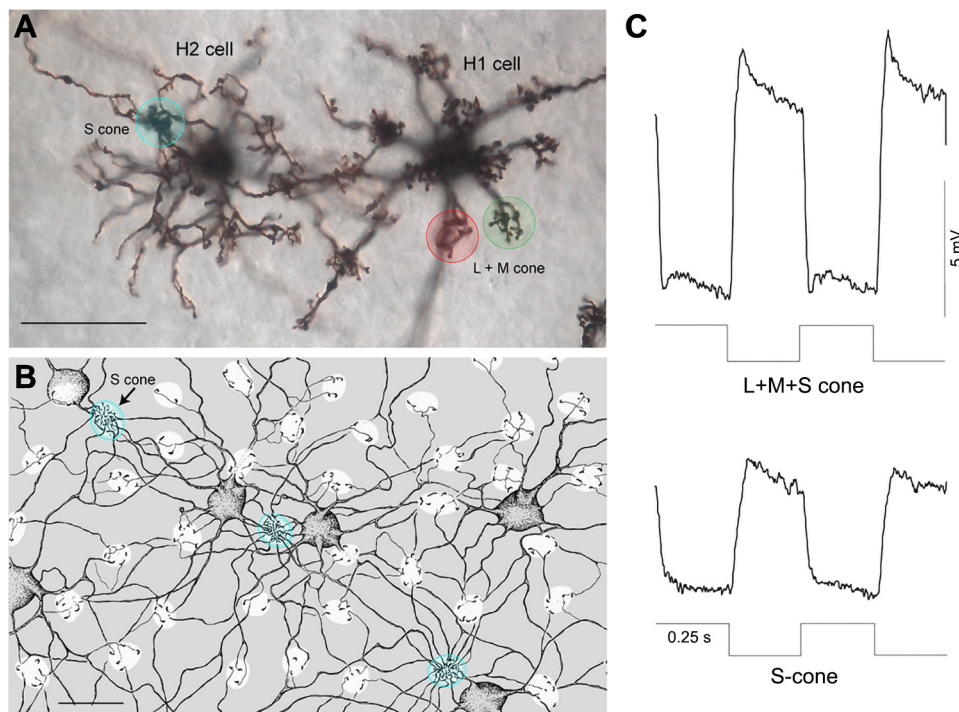 A
H2 cell
H1 cell
S cone
L + M cone
B
S cone
C
5 mV
L+M+S cone
0.25 s
S-cone